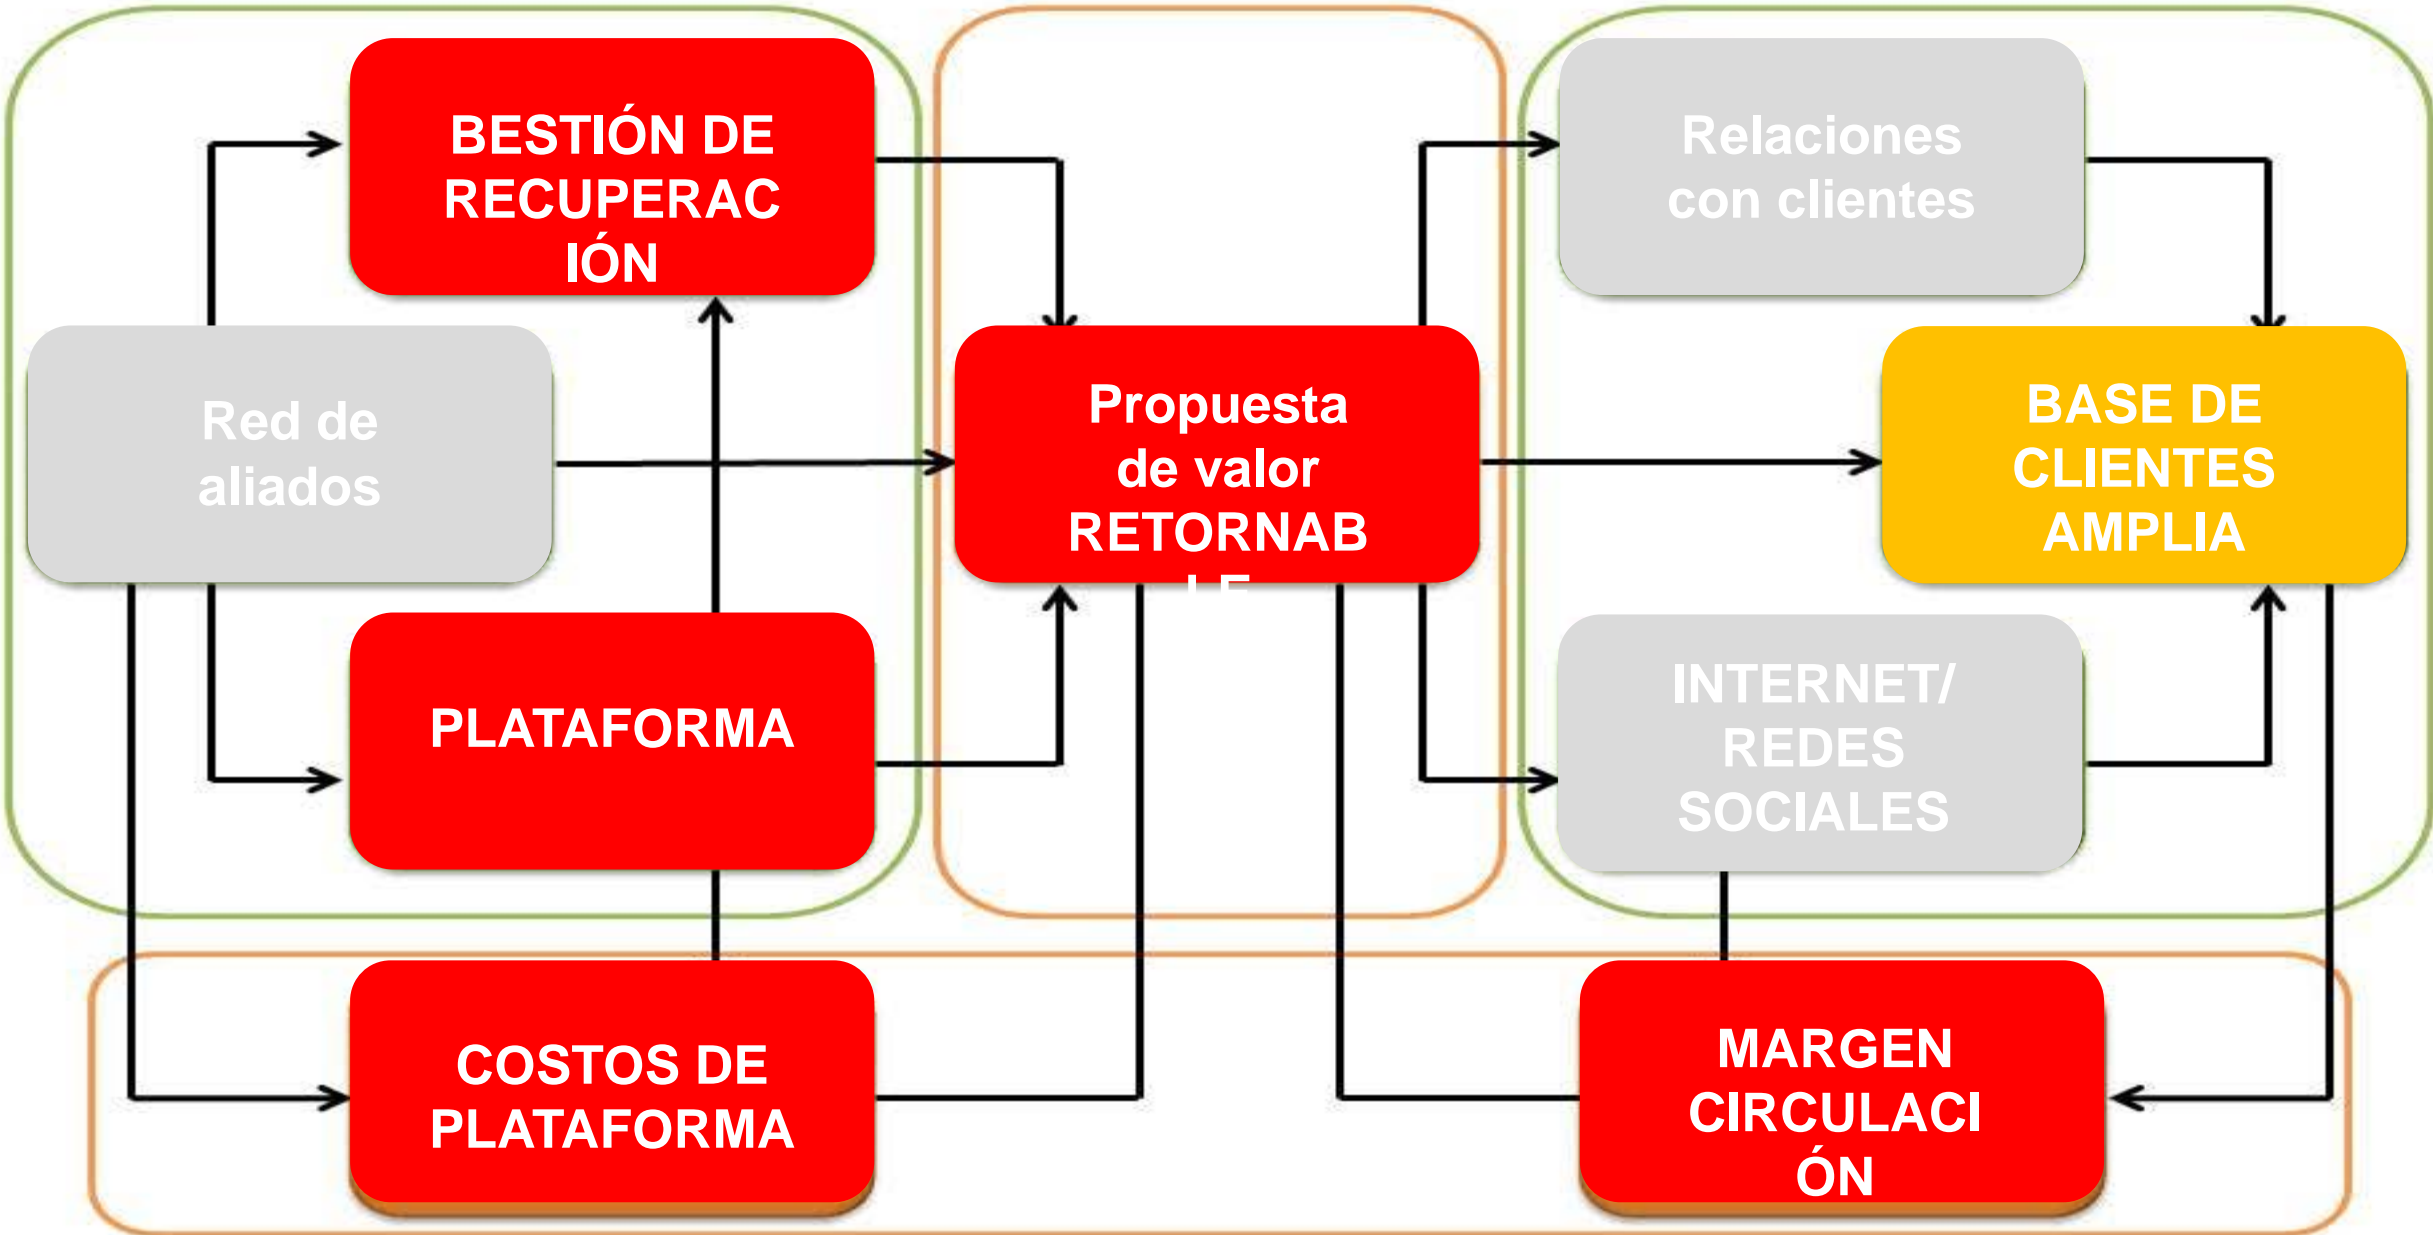 BESTIÓN DE
RECUPERAC
IÓN
Relaciones
con clientes
Red de
aliados
Propuesta
de valor
RETORNAB
LE
BASE DE
CLIENTES
AMPLIA
PLATAFORMA
INTERNET/
REDES
SOCIALES
COSTOS DE
PLATAFORMA
MARGEN
CIRCULACI
ÓN